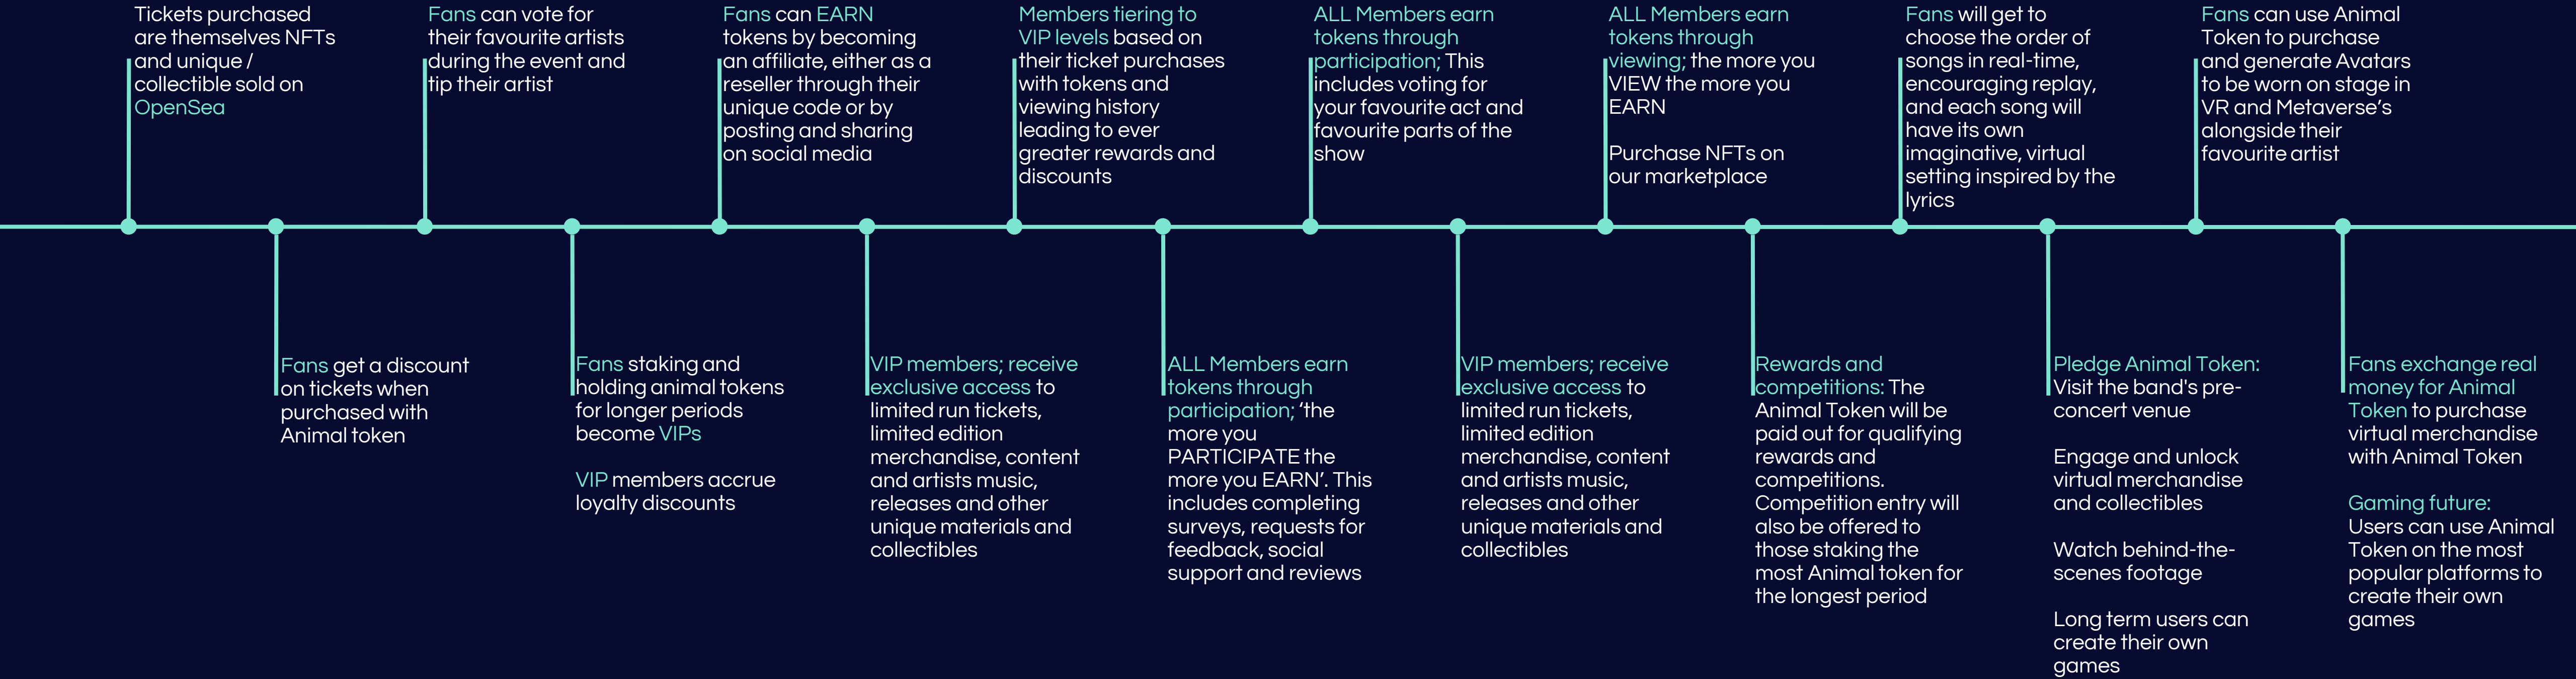 Tickets purchased
are themselves NFTs
and unique /
collectible sold on
OpenSea
Fans get a discount
on tickets when
purchased with
Animal token
Fans can vote for
their favourite artists
during the event and
tip their artist
Fans staking and
holding animal tokens
for longer periods
become VIPs
VIP members accrue
loyalty discounts
Fans can EARN
tokens by becoming
an affiliate, either as a
reseller through their
unique code or by
posting and sharing
on social media
VIP members; receive
exclusive access to
limited run tickets,
limited edition
merchandise, content
and artists music,
releases and other
unique materials and
collectibles
Members tiering to
VIP levels based on
their ticket purchases
with tokens and
viewing history
leading to ever
greater rewards and
discounts
ALL Members earn
tokens through
participation; ‘the
more you
PARTICIPATE the
more you EARN’. This
includes completing
surveys, requests for
feedback, social
support and reviews
ALL Members earn
tokens through
participation; This
includes voting for
your favourite act and
favourite parts of the
show
VIP members; receive
exclusive access to
limited run tickets,
limited edition
merchandise, content
and artists music,
releases and other
unique materials and
collectibles
ALL Members earn
tokens through
viewing; the more you
VIEW the more you
EARN
Purchase NFTs on
our marketplace
Rewards and
competitions: The
Animal Token will be
paid out for qualifying
rewards and
competitions.
Competition entry will
also be offered to
those staking the
most Animal token for
the longest period
Fans will get to
choose the order of
songs in real-time,
encouraging replay,
and each song will
have its own
imaginative, virtual
setting inspired by the
lyrics
Pledge Animal Token:
Visit the band's pre-
concert venue
Engage and unlock
virtual merchandise
and collectibles
Watch behind-the-
scenes footage
Long term users can
create their own
games
Fans can use Animal
Token to purchase
and generate Avatars
to be worn on stage in
VR and Metaverse’s
alongside their
favourite artist
Fans exchange real
money for Animal
Token to purchase
virtual merchandise
with Animal Token
Gaming future:
Users can use Animal
Token on the most
popular platforms to
create their own
games